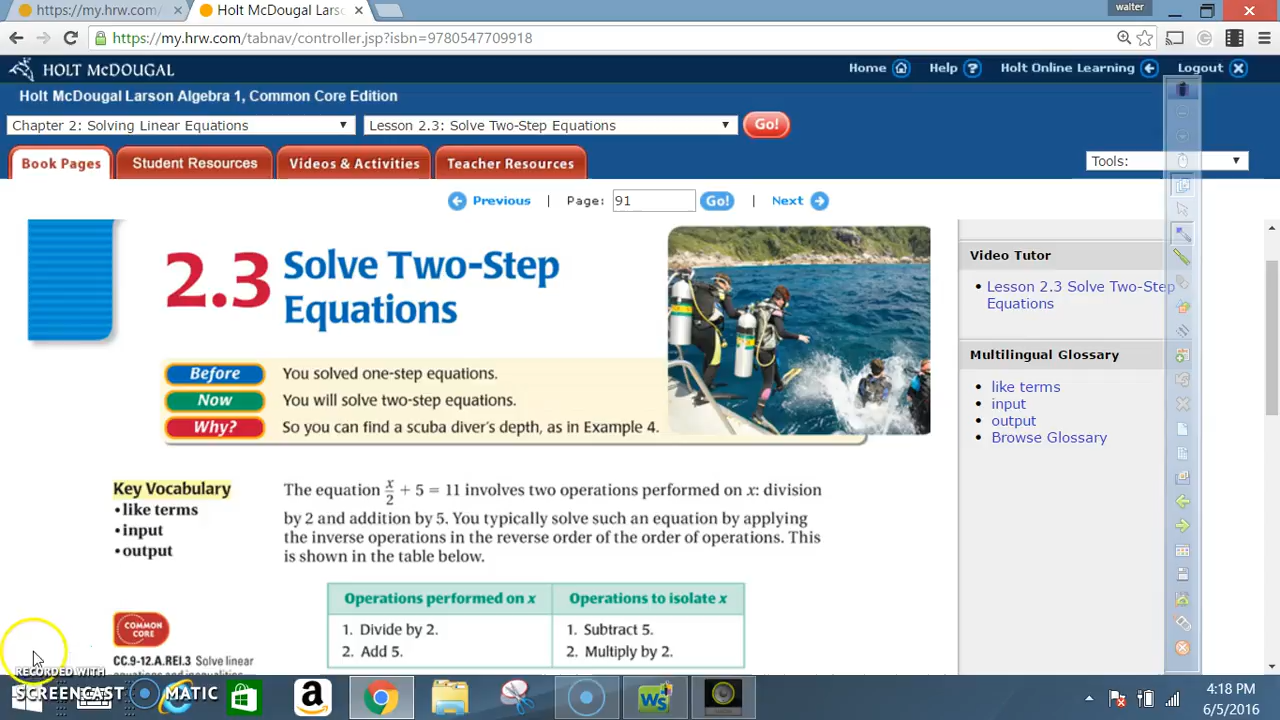 https://my.hrw.com/
Holt McDougal Lars
walter
https://my.hrw.com/tabnav/controller.jsp?isbn=9780547709918
HOLT McDOUGAL
Home
Help ?
Holt Online Learning
Logout
Holt McDougal Larson Algebra 1, Common Core Edition
Chapter 2: Solving Linear Equations
Lesson 2.3: Solve Two-Step Equations
Go!
Book Pages
Student Resources
Videos & Activities
Teacher Resources
Tools:
Previous | Page: 91 Go! | Next
2.3 Solve Two-Step
Equations
Before You solved one-step equations.
Now You will solve two-step equations.
Why? So you can find a scuba diver's depth, as in Example 4.
Key Vocabulary
• like terms
• input
• output
The equation x/2 + 5 = 11 involves two operations performed on x: division
by 2 and addition by 5. You typically solve such an equation by applying
the inverse operations in the reverse order of the order of operations. This
is shown in the table below.
Operations performed on x
Operations to isolate x
1. Divide by 2.
1. Subtract 5.
2. Add 5.
2. Multiply by 2.
COMMON
CORE
CC.9-12.A.REI.3 Solve linear
equations and inequalities
Video Tutor
• Lesson 2.3 Solve Two-Step
Equations
Multilingual Glossary
• like terms
• input
• output
• Browse Glossary
RECORDED WITH
SCREENCAST MATIC
4:18 PM
6/5/2016